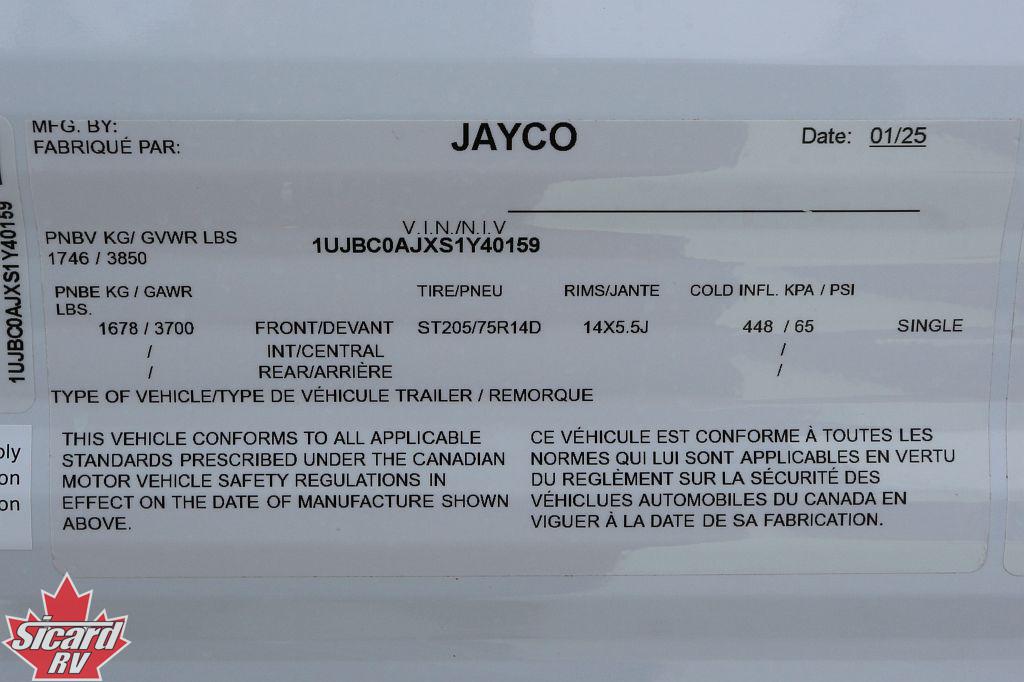 MFG. BY:
FABRIQUÉ PAR:
JAYCO
Date: 01/25
V.I.N./N.I.V
PNBV KG/ GVWR LBS
1UJBC0AJXS1Y40159
1746 / 3850
PNBE KG / GAWR LBS.
TIRE/PNEU RIMS/JANTE COLD INFL. KPA / PSI
1678 / 3700 FRONT/DEVANT ST205/75R14D 14X5.5J 448 / 65 SINGLE
/ INT/CENTRAL /
/ REAR/ARRIÈRE /
TYPE OF VEHICLE/TYPE DE VÉHICULE TRAILER / REMORQUE
THIS VEHICLE CONFORMS TO ALL APPLICABLE
STANDARDS PRESCRIBED UNDER THE CANADIAN
MOTOR VEHICLE SAFETY REGULATIONS IN
EFFECT ON THE DATE OF MANUFACTURE SHOWN
ABOVE.
CE VÉHICULE EST CONFORME À TOUTES LES
NORMES QUI LUI SONT APPLICABLES EN VERTU
DU REGLÈMENT SUR LA SÉCURITÉ DES
VÉHICLUES AUTOMOBILES DU CANADA EN
VIGUER À LA DATE DE SA FABRICATION.
1UJBC0AJXS1Y40159
Sicard
RV